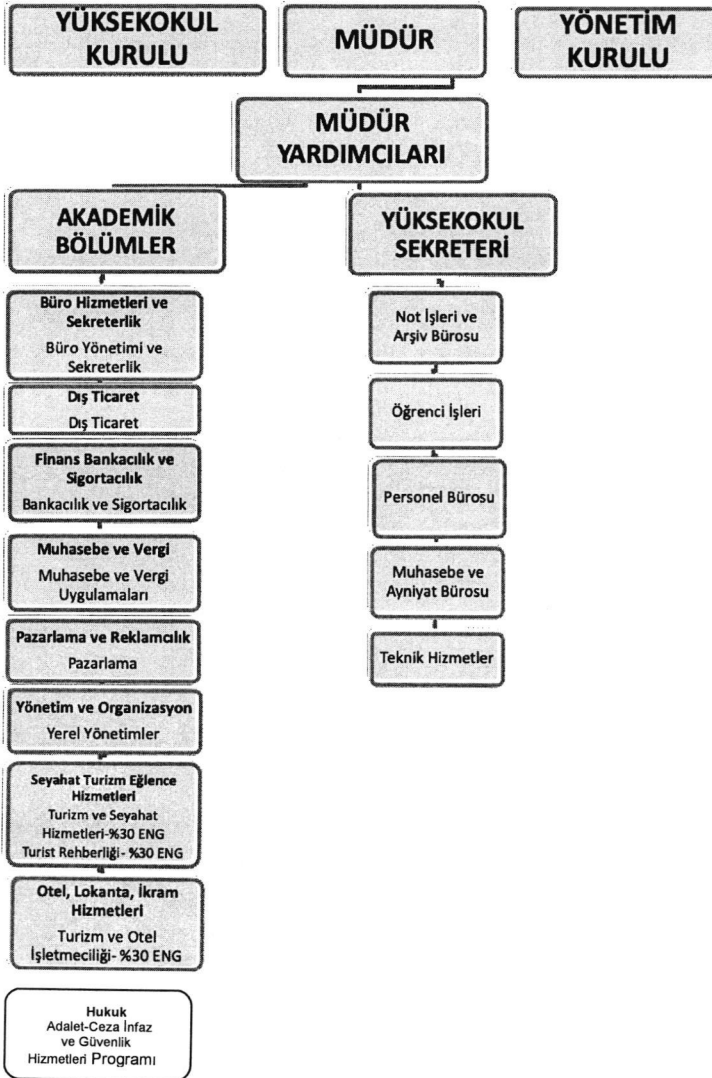 YÜKSEKOKUL
KURULU
MÜDÜR
YÖNETİM
KURULU
MÜDÜR
YARDIMCILARI
AKADEMİK
BÖLÜMLER
Büro Hizmetleri ve
Sekreterlik
Büro Yönetimi ve
Sekreterlik
Dış Ticaret
Dış Ticaret
Finans Bankacılık ve
Sigortacılık
Bankacılık ve Sigortacılık
Muhasebe ve Vergi
Muhasebe ve Vergi
Uygulamaları
Pazarlama ve Reklamcılık
Pazarlama
Yönetim ve Organizasyon
Yerel Yönetimler
Seyahat Turizm Eğlence
Hizmetleri
Turizm ve Seyahat
Hizmetleri-%30 ENG
Turist Rehberliği- %30 ENG
Otel, Lokanta, İkram
Hizmetleri
Turizm ve Otel
İşletmeciliği- %30 ENG
Hukuk
Adalet-Ceza İnfaz
ve Güvenlik
Hizmetleri Programı
YÜKSEKOKUL
SEKRETERİ
Not İşleri ve
Arşiv Bürosu
Öğrenci İşleri
Personel Bürosu
Muhasebe ve
Ayniyat Bürosu
Teknik Hizmetler